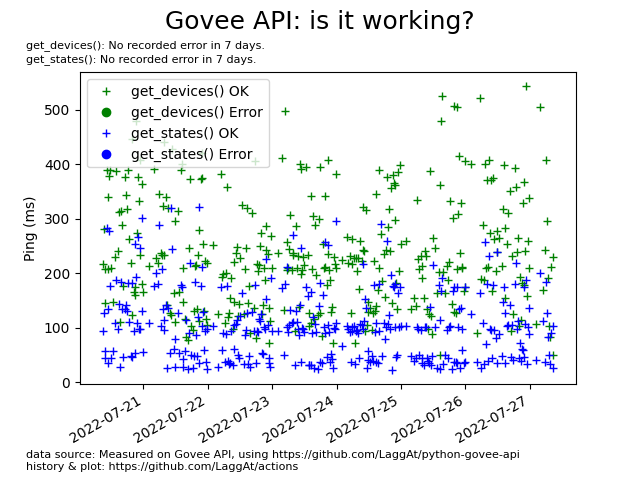 Govee API: is it working?
get_devices(): No recorded error in 7 days.
get_states(): No recorded error in 7 days.
get_devices() OK
get_devices() Error
get_states() OK
get_states() Error
Ping (ms)
500
400
300
200
100
0
2022-07-21
2022-07-22
2022-07-23
2022-07-24
2022-07-25
2022-07-26
2022-07-27
data source: Measured on Govee API, using https://github.com/LaggAt/python-govee-api
history & plot: https://github.com/LaggAt/actions